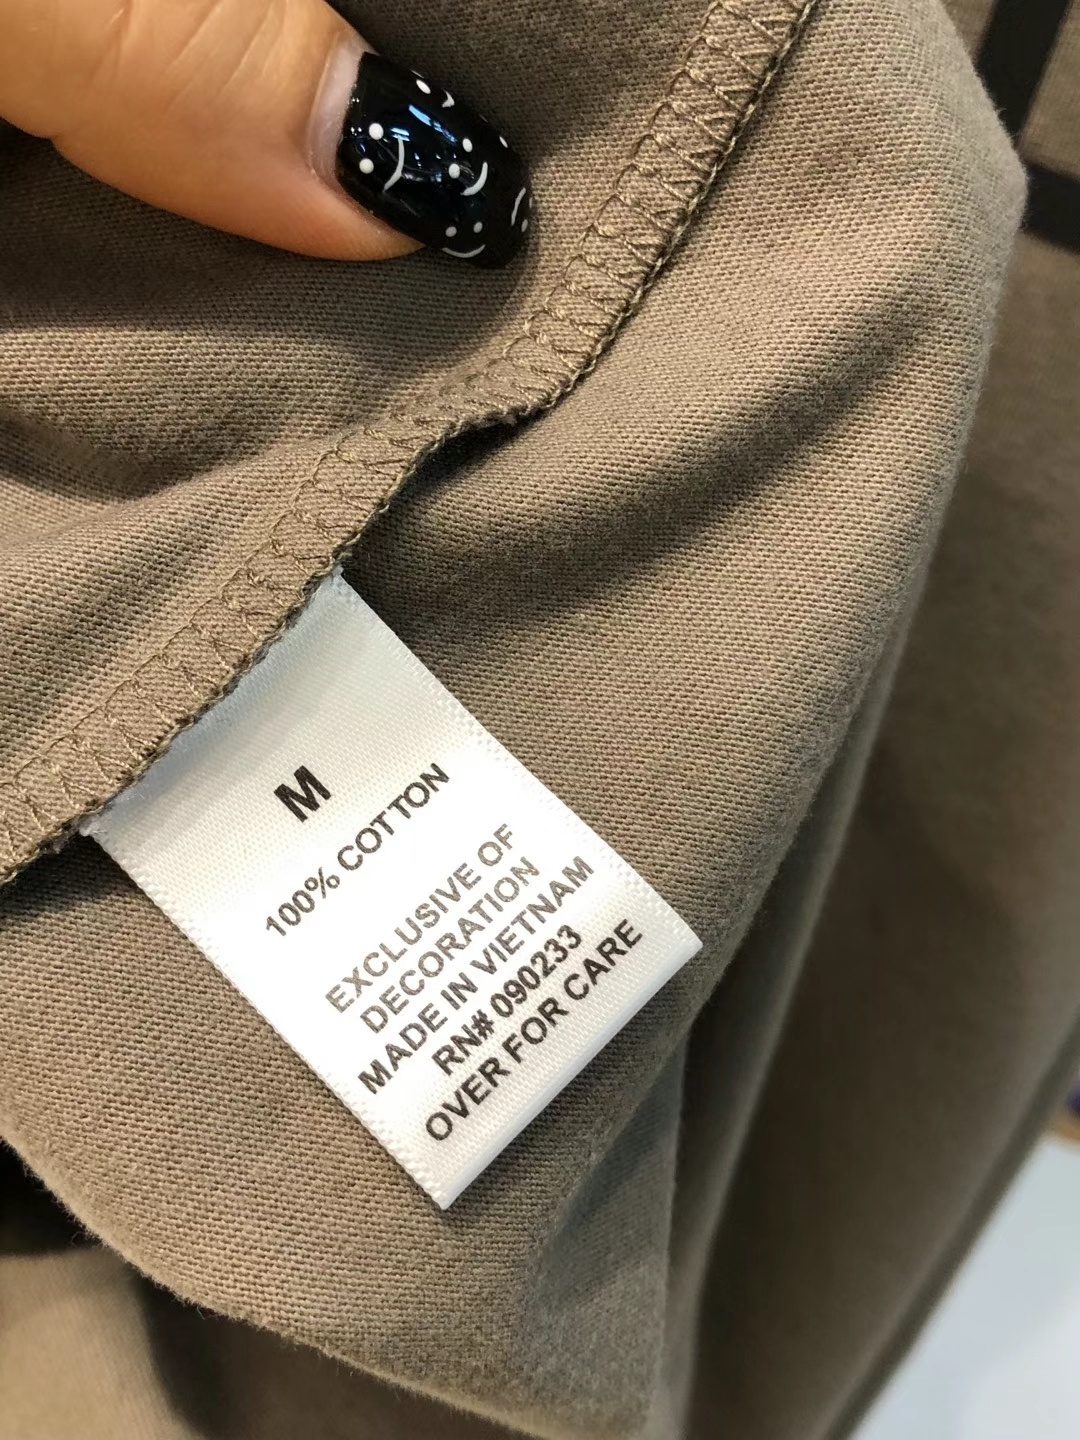 M
100% COTTON
EXCLUSIVE OF
DECORATION
MADE IN VIETNAM
RN# 090233
OVER FOR CARE